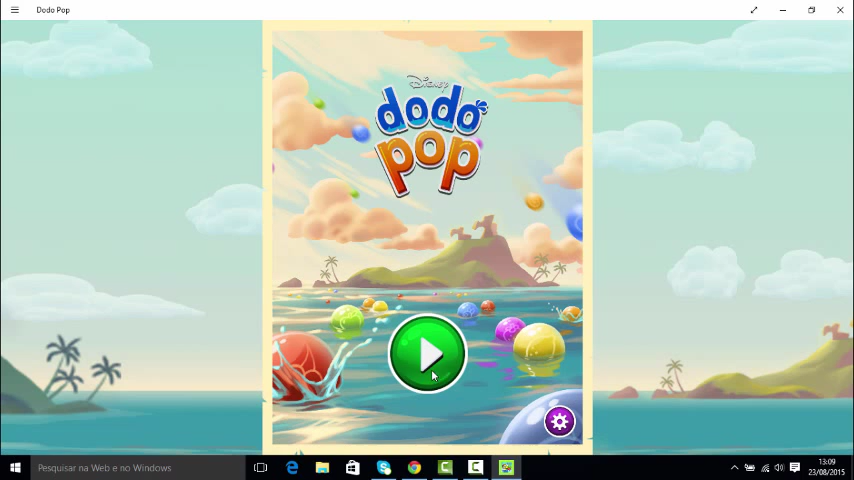 Dodo Pop
Disney
dodo
pop
Pesquisar na Web e no Windows
13:09
23/08/2015